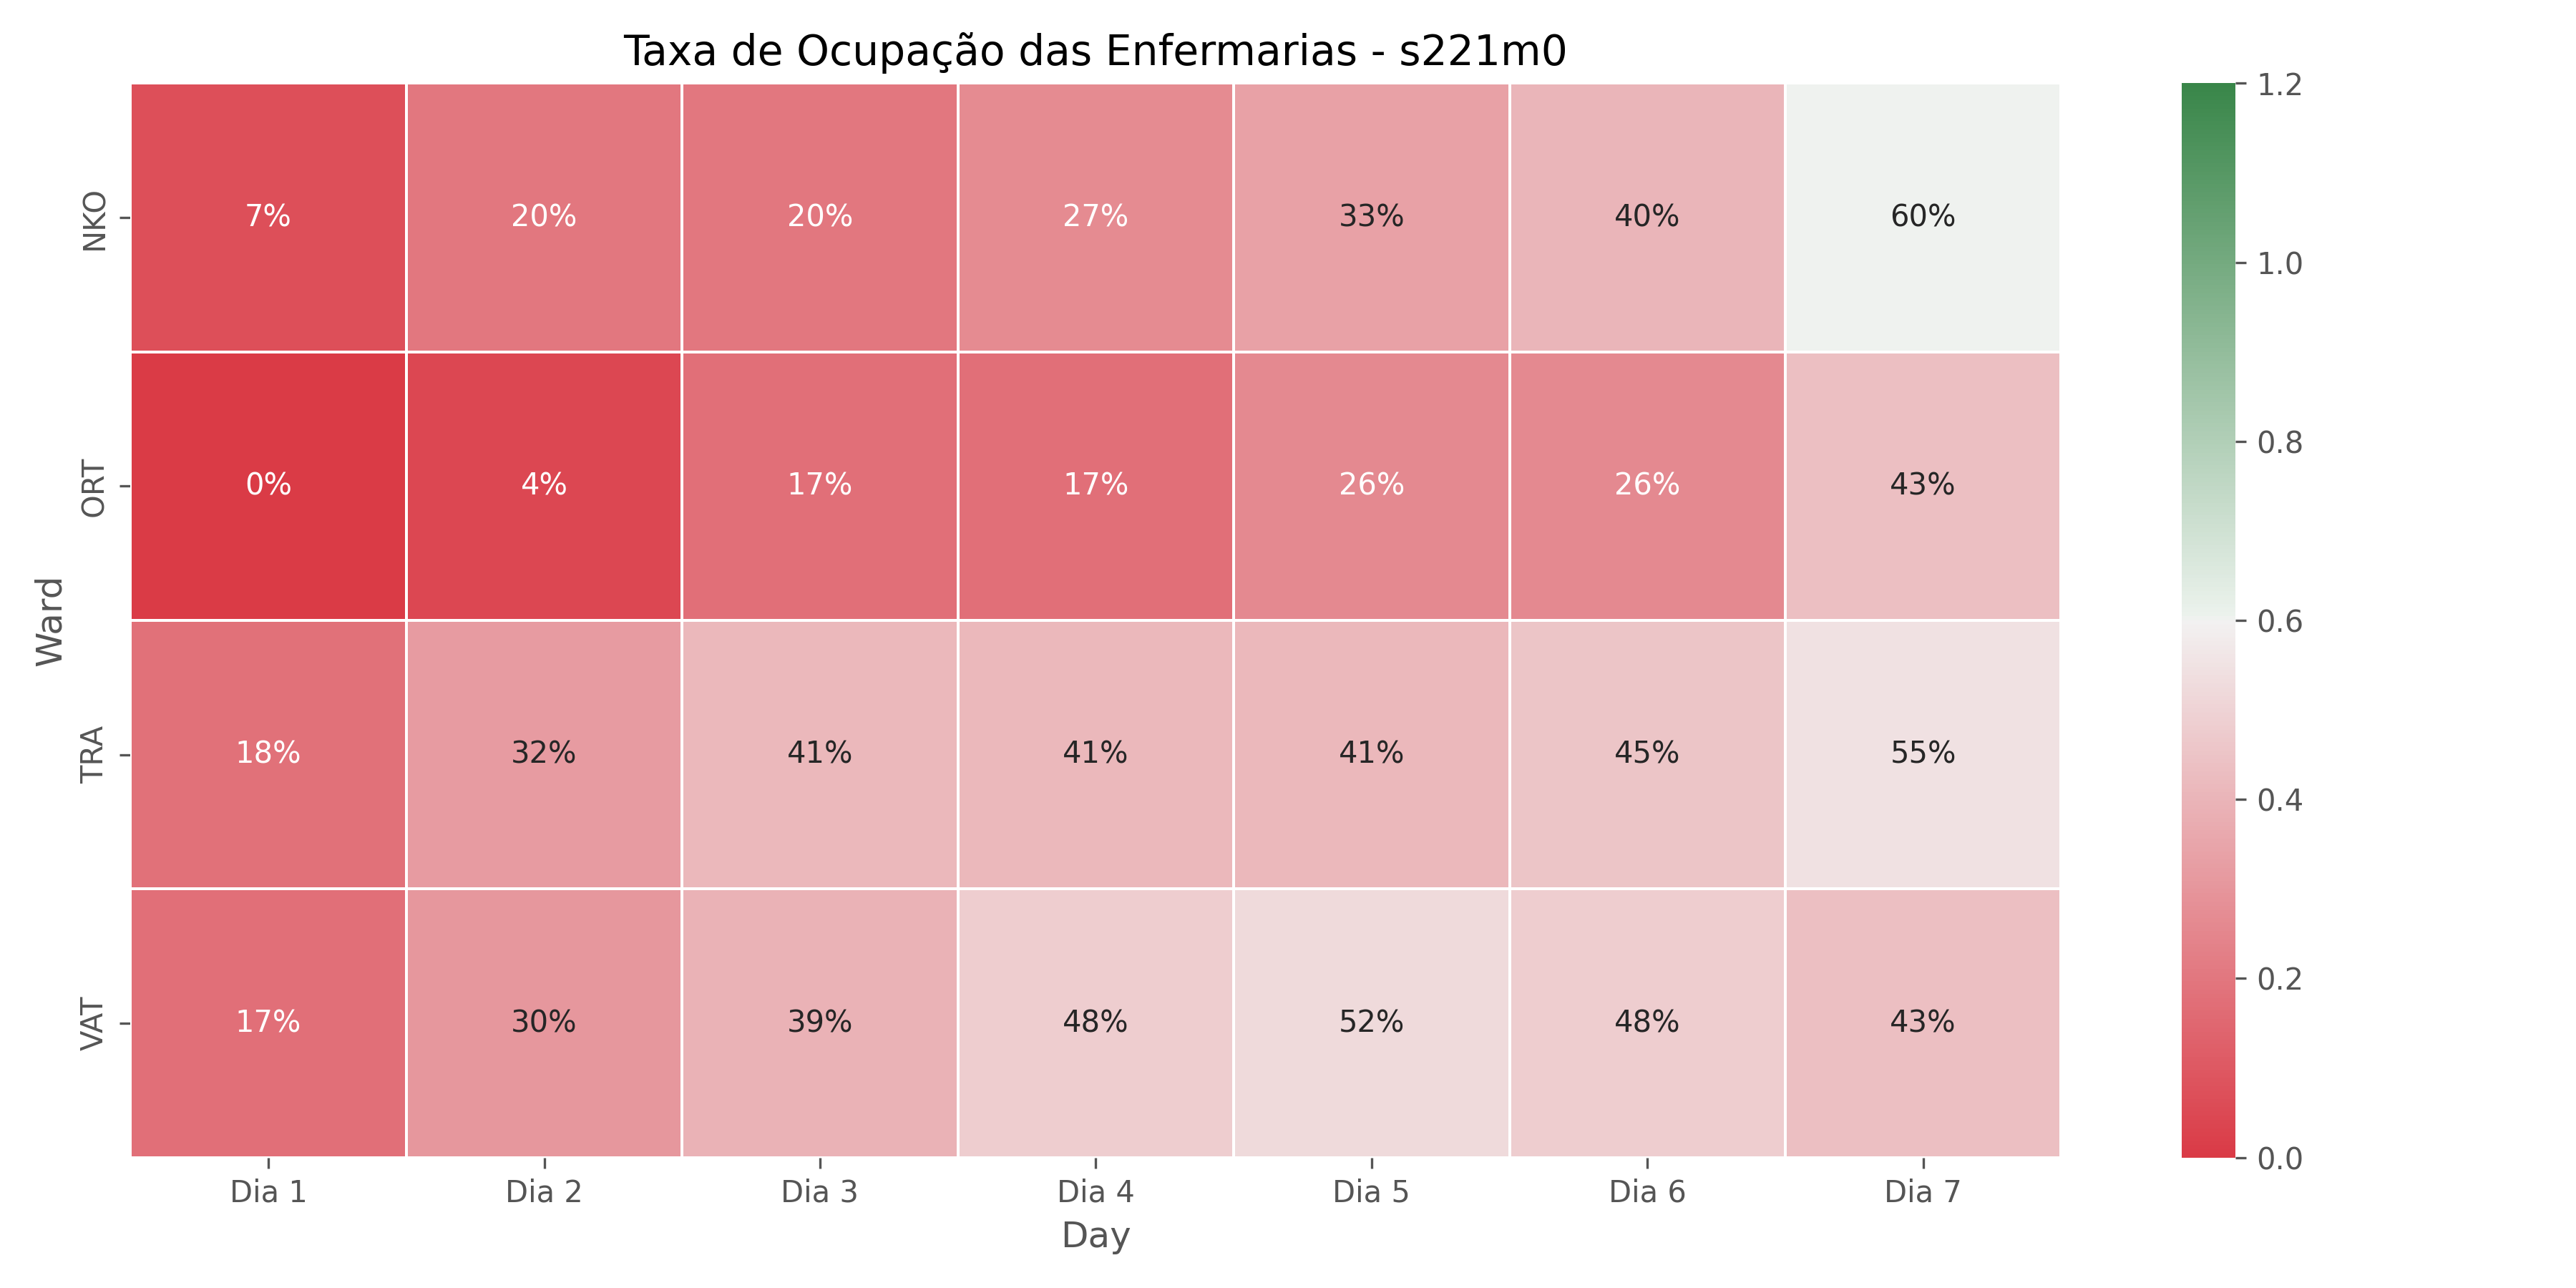 Taxa de Ocupação das Enfermarias - s221m0
Ward
NKO
7% 20% 20% 27% 33% 40% 60%
ORT
0% 4% 17% 17% 26% 26% 43%
TRA
18% 32% 41% 41% 41% 45% 55%
VAT
17% 30% 39% 48% 52% 48% 43%
Dia 1 Dia 2 Dia 3 Dia 4 Dia 5 Dia 6 Dia 7
Day
1.2
1.0
0.8
0.6
0.4
0.2
0.0